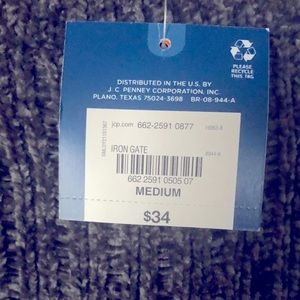 PLEASE
RECYCLE
THIS TAG
DISTRIBUTED IN THE U.S. BY
J. C. PENNEY CORPORATION, INC.
PLANO, TEXAS 75024-3698 BR-08-944-A
jcp.com 662-2591 0877
IRON GATE
662 2591 0505 07
MEDIUM
$34